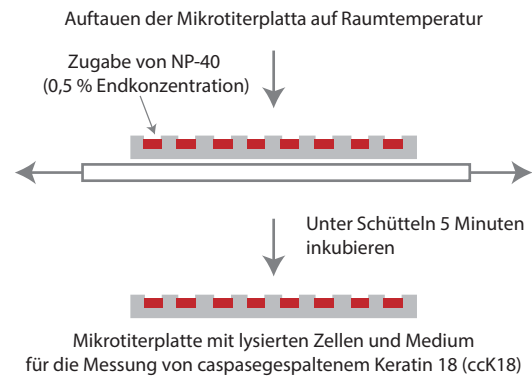 Auftauen der Mikrotiterplatta auf Raumtemperatur
Zugabe von NP-40
(0,5 % Endkonzentration)
Unter Schütteln 5 Minuten
inkubieren
Mikrotiterplatte mit lysierten Zellen und Medium
für die Messung von caspasegespaltenem Keratin 18 (ccK18)